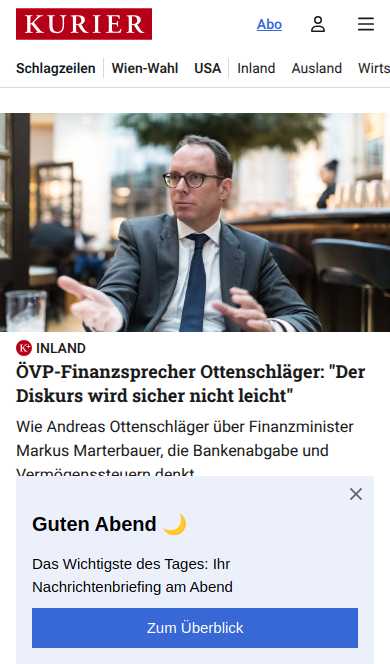 KURIER
Abo
Schlagzeilen Wien-Wahl USA Inland Ausland Wirts
K+ INLAND
ÖVP-Finanzsprecher Ottenschläger: "Der
Diskurs wird sicher nicht leicht"
Wie Andreas Ottenschläger über Finanzminister
Markus Marterbauer, die Bankenabgabe und
Vermögenssteuern denkt
Guten Abend 🌙
Das Wichtigste des Tages: Ihr
Nachrichtenbriefing am Abend
Zum Überblick